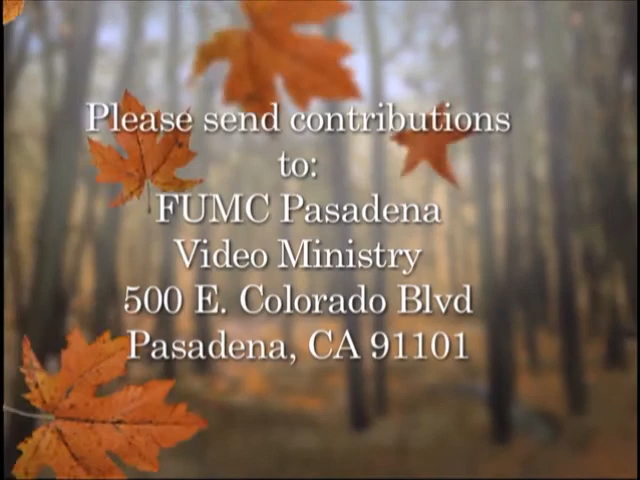 Please send contributions
to:
FUMC Pasadena
Video Ministry
500 E. Colorado Blvd
Pasadena, CA 91101